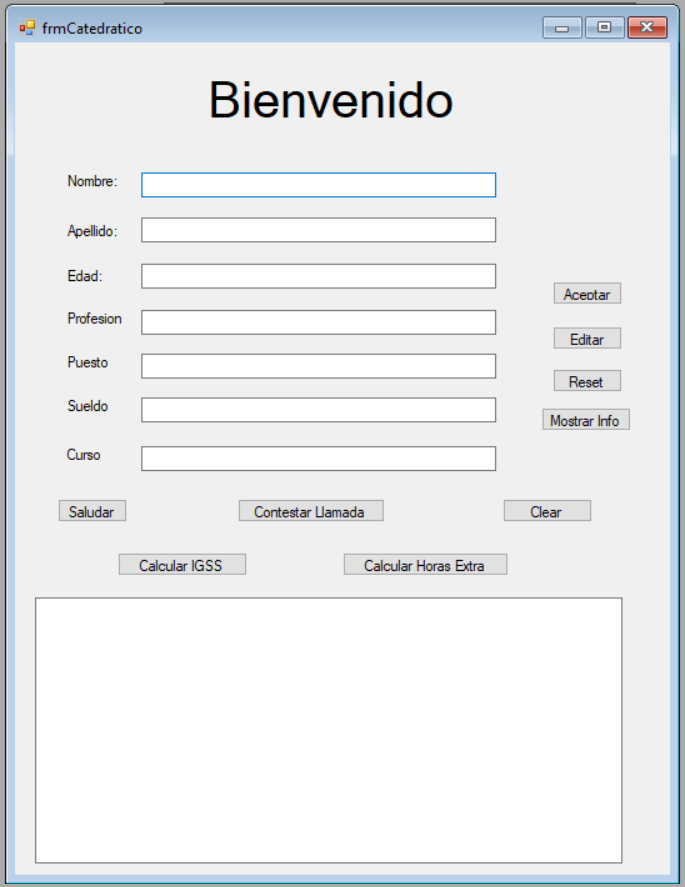 frmCatedratico
Bienvenido
Nombre:
Apellido:
Edad:
Aceptar
Profesion
Editar
Puesto
Reset
Sueldo
Mostrar Info
Curso
Saludar
Contestar Llamada
Clear
Calcular IGSS
Calcular Horas Extra